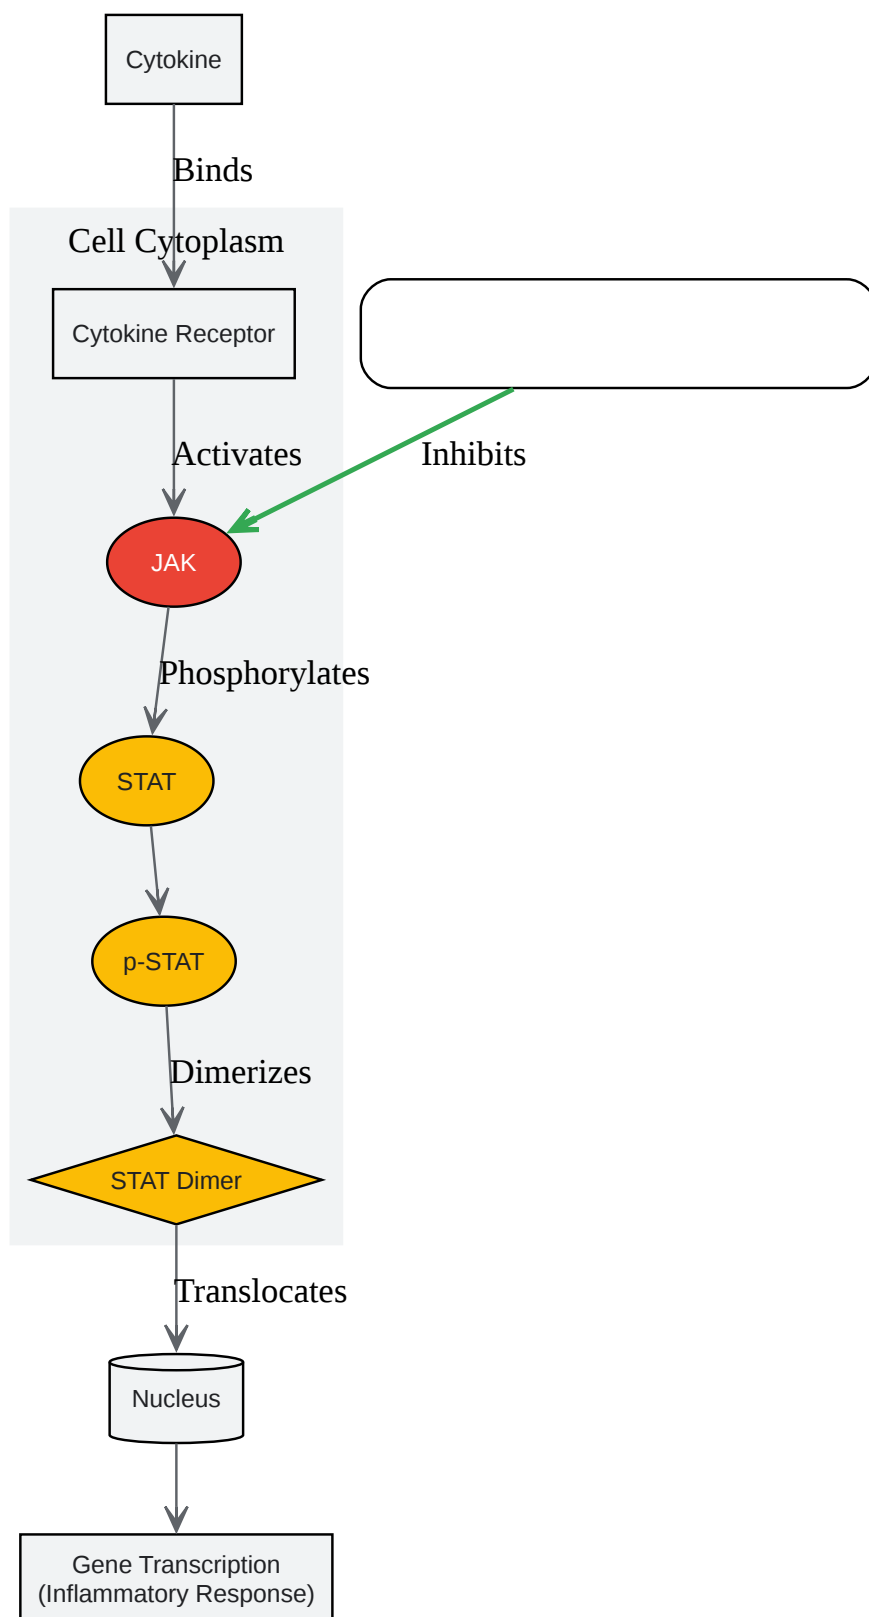 Cytokine
Binds
Cell Cytoplasm
Cytokine Receptor
Activates
Inhibits
JAK
Phosphorylates
STAT
p-STAT
Dimerizes
STAT Dimer
Translocates
Nucleus
Gene Transcription
(Inflammatory Response)